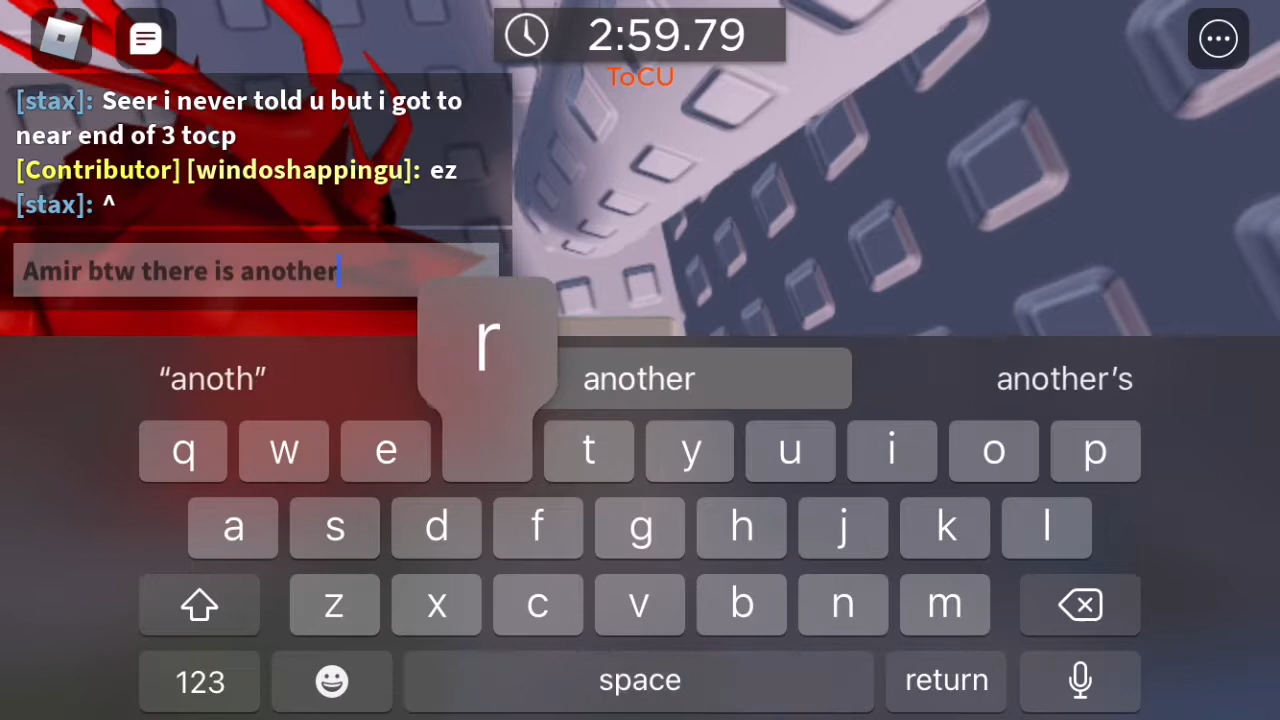 2:59.79
ToCU
[stax]: Seer i never told u but i got to
near end of 3 tocp
[Contributor] [windoshappingu]: ez
[stax]: ^
Amir btw there is another
r
“anoth” another another’s
q w e t y u i o p
a s d f g h j k l
z x c v b n m
123 space return